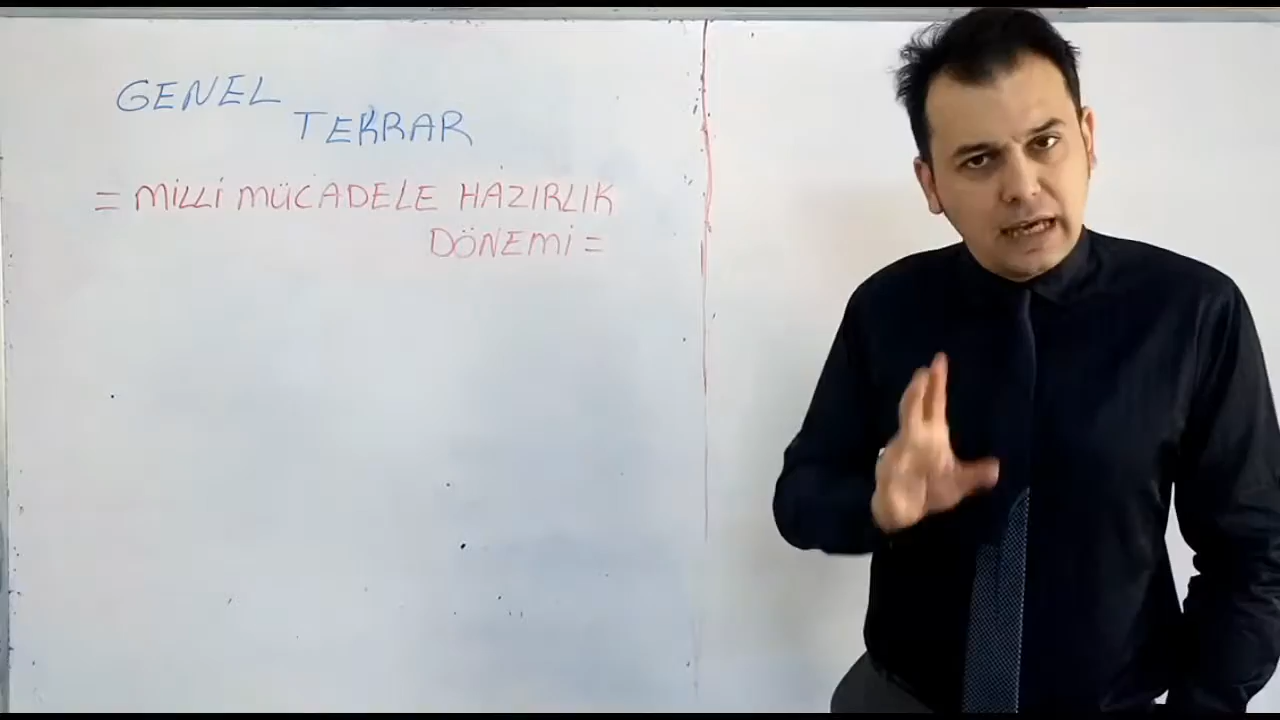 GENEL
TEKRAR
= MİLLİ MÜCADELE HAZIRLIK
DÖNEMİ =